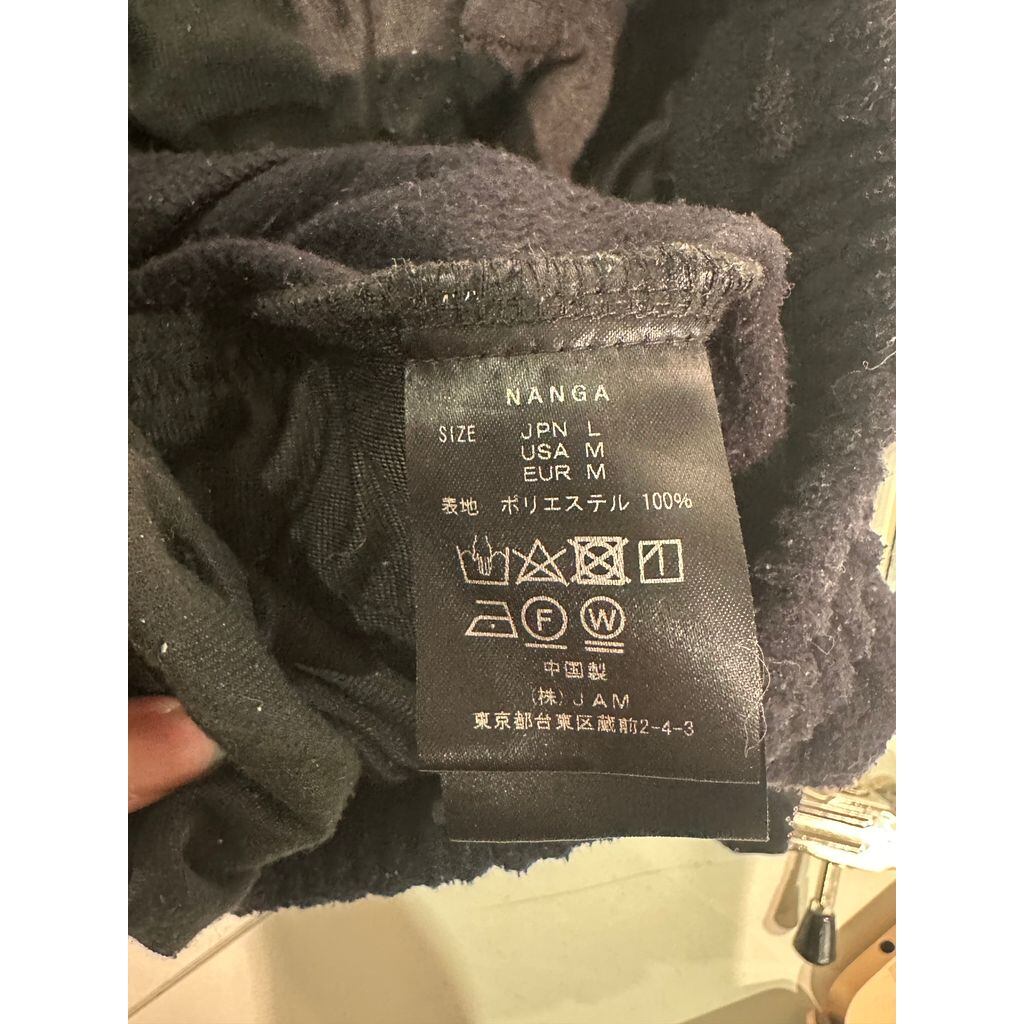 NANGA
SIZE JPN L
USA M
EUR M
表地 ポリエステル 100%
F W
中国製
(株)JAM
東京都台東区蔵前2-4-3